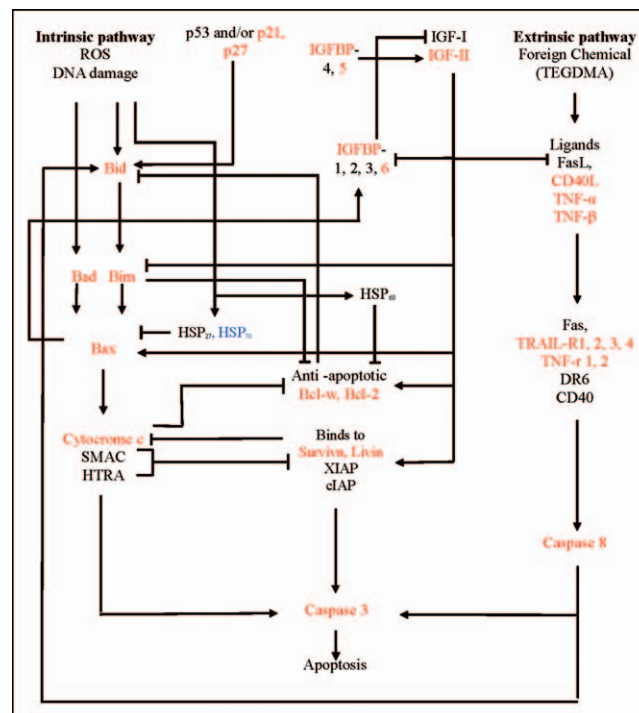 Intrinsic pathway
ROS
DNA damage
p53 and/or p21,
p27
IGFBP-
4, 5
IGF-I
IGF-II
Extrinsic pathway
Foreign Chemical
(TEGDMA)
Bid
IGFBP-
1, 2, 3, 6
Ligands
FasL,
CD40L
TNF-α
TNF-β
Bad Bim
HSP60
HSP27, HSP70
Bax
Fas,
TRAIL-R1, 2, 3, 4
TNF-r 1, 2
DR6
CD40
Anti -apoptotic
Bcl-w, Bcl-2
Cytocrome c
SMAC
HTRA
Binds to
Survivn, Livin
XIAP
cIAP
Caspase 8
Caspase 3
Apoptosis